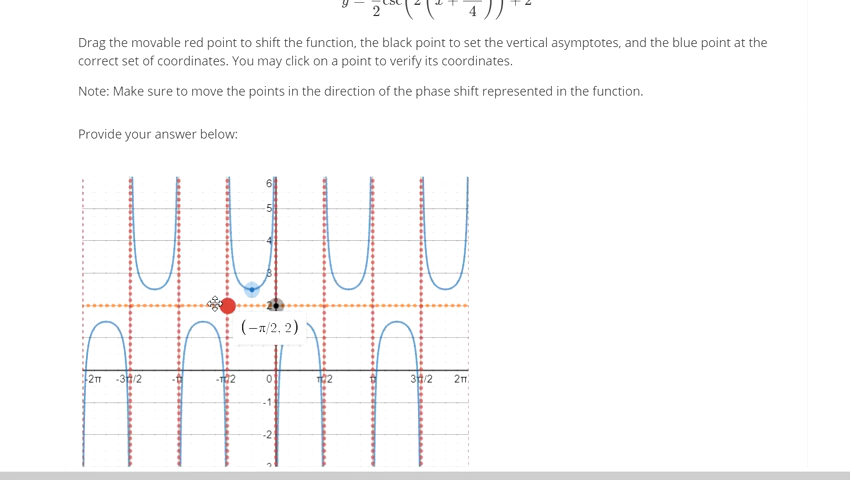 Drag the movable red point to shift the function, the black point to set the vertical asymptotes, and the blue point at the
correct set of coordinates. You may click on a point to verify its coordinates.
Note: Make sure to move the points in the direction of the phase shift represented in the function.
Provide your answer below:
6
5
4
3
2
(−π/2, 2)
-2π -3π/2 -π -π/2 0 π/2 π 3π/2 2π
-1
-2